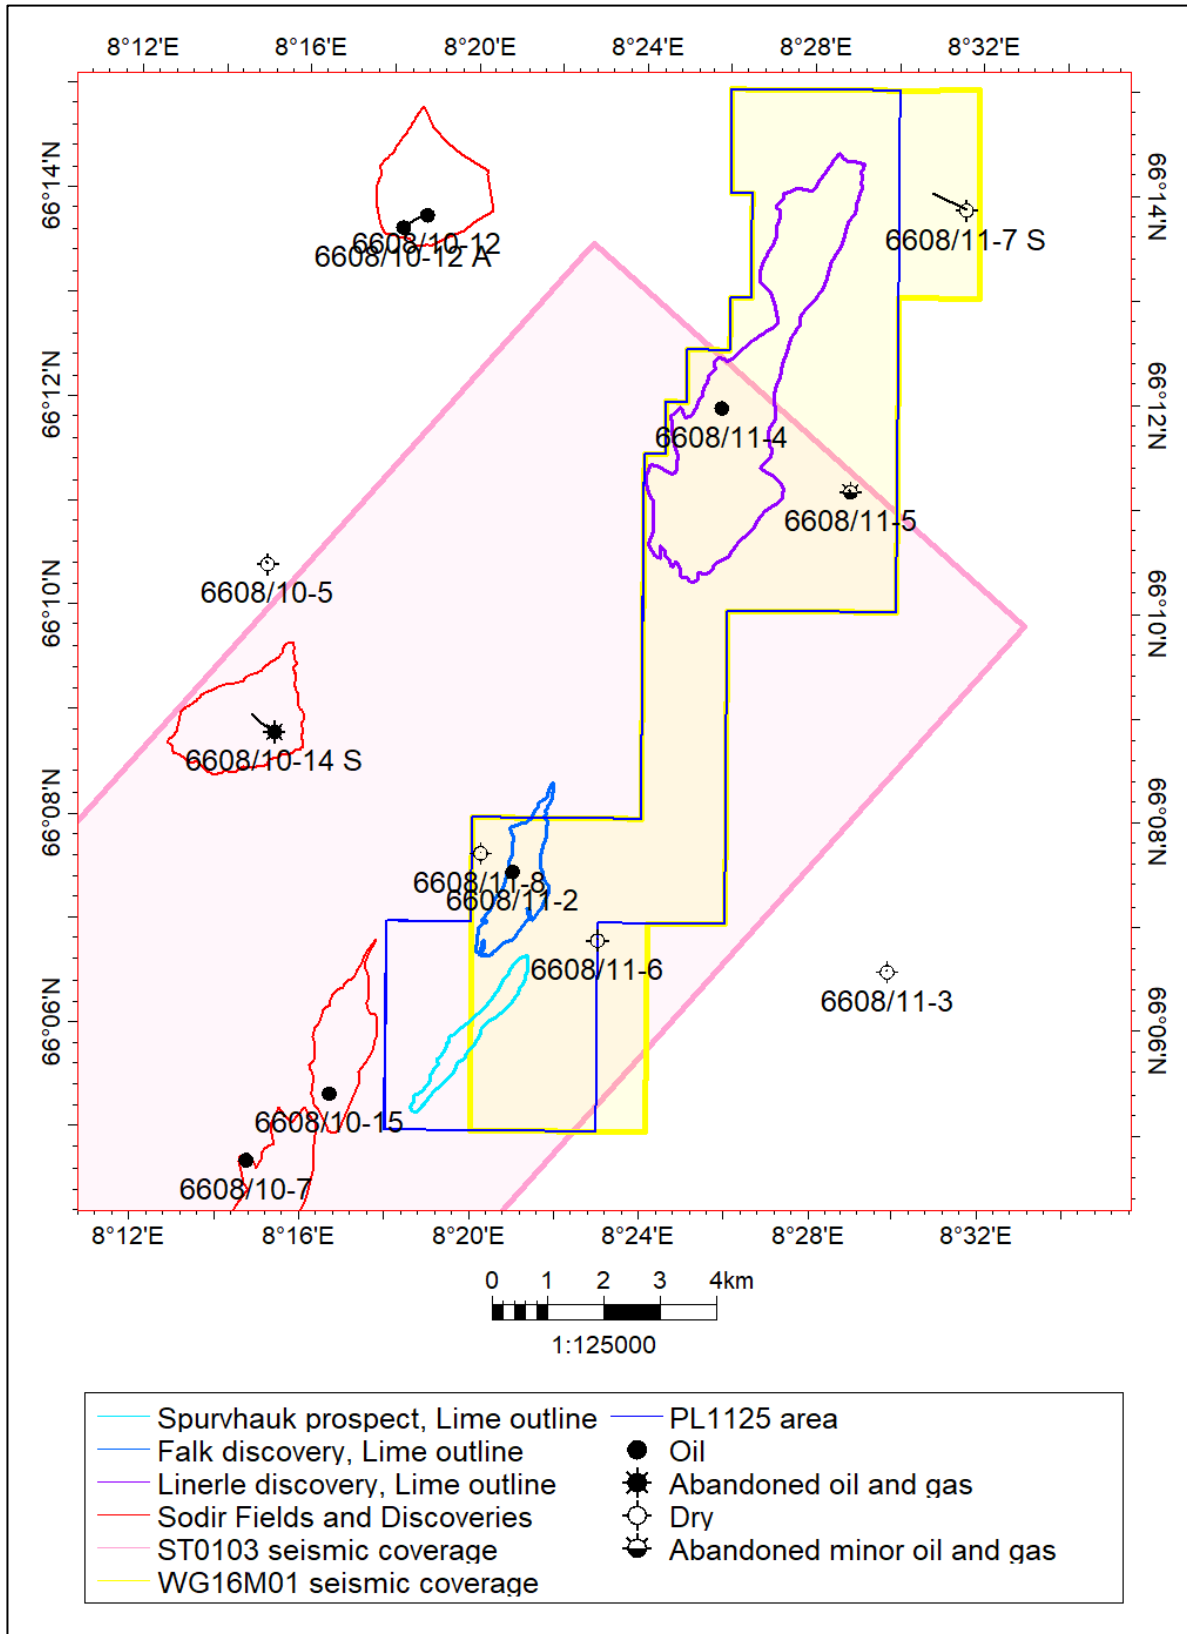 8°12'E 8°16'E 8°20'E 8°24'E 8°28'E 8°32'E
66°14'N
66°14'N
6608/10-12
6608/10-12 A
6608/11-7 S
66°12'N
66°12'N
6608/11-4
6608/11-5
6608/10-5
66°10'N
66°10'N
6608/10-14 S
66°08'N
66°08'N
6608/11-8
6608/11-2
6608/11-6
6608/11-3
66°06'N
66°06'N
6608/10-15
6608/10-7
8°12'E 8°16'E 8°20'E 8°24'E 8°28'E 8°32'E
0 1 2 3 4km
1:125000
Spurvhauk prospect, Lime outline
Falk discovery, Lime outline
Linerle discovery, Lime outline
Sodir Fields and Discoveries
ST0103 seismic coverage
WG16M01 seismic coverage
PL1125 area
Oil
Abandoned oil and gas
Dry
Abandoned minor oil and gas